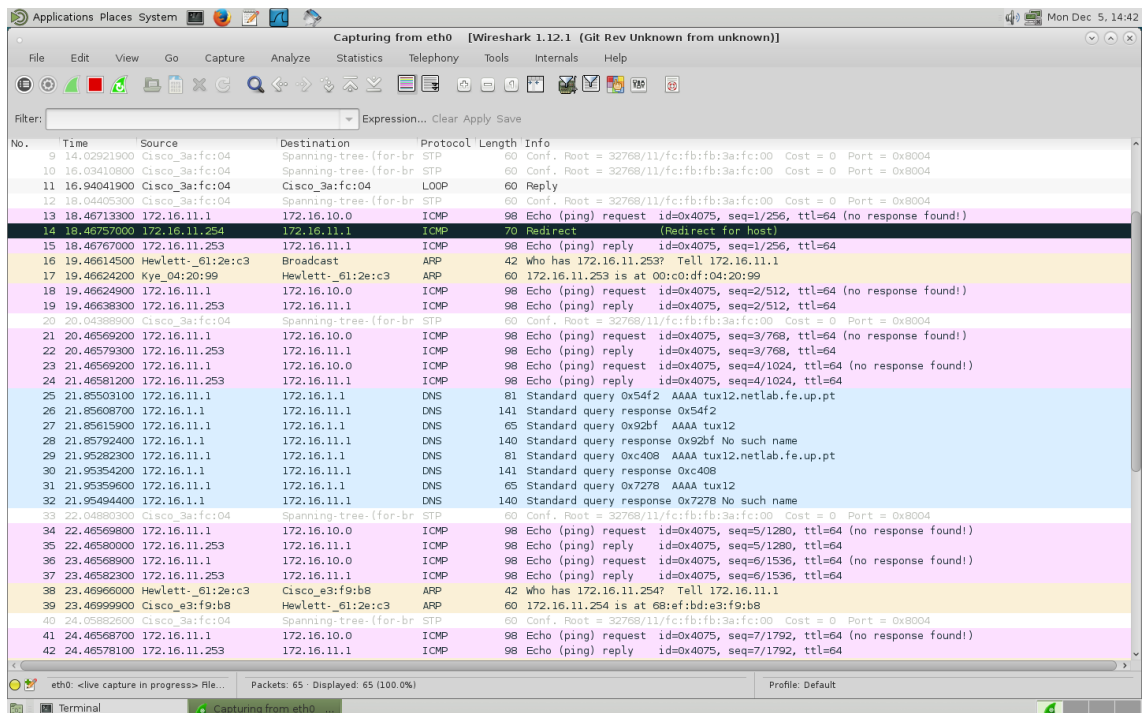 Applications Places System Mon Dec 5, 14:42
Capturing from eth0 [Wireshark 1.12.1 (Git Rev Unknown from unknown)]
File Edit View Go Capture Analyze Statistics Telephony Tools Internals Help
Filter: Expression... Clear Apply Save
No. Time Source Destination Protocol Length Info
9 14.02921900 Cisco_3a:fc:04 Spanning-tree-(for-br STP 60 Conf. Root = 32768/11/fc:fb:fb:3a:fc:00 Cost = 0 Port = 0x8004
10 16.03410800 Cisco_3a:fc:04 Spanning-tree-(for-br STP 60 Conf. Root = 32768/11/fc:fb:fb:3a:fc:00 Cost = 0 Port = 0x8004
11 16.94041900 Cisco_3a:fc:04 Cisco_3a:fc:04 LOOP 60 Reply
12 18.04405300 Cisco_3a:fc:04 Spanning-tree-(for-br STP 60 Conf. Root = 32768/11/fc:fb:fb:3a:fc:00 Cost = 0 Port = 0x8004
13 18.46713300 172.16.11.1 172.16.10.0 ICMP 98 Echo (ping) request id=0x4075, seq=1/256, ttl=64 (no response found!)
14 18.46757000 172.16.11.254 172.16.11.1 ICMP 70 Redirect (Redirect for host)
15 18.46767000 172.16.11.253 172.16.11.1 ICMP 98 Echo (ping) reply id=0x4075, seq=1/256, ttl=64
16 19.46614500 Hewlett-_61:2e:c3 Broadcast ARP 42 Who has 172.16.11.253? Tell 172.16.11.1
17 19.46624200 Kye_04:20:99 Hewlett-_61:2e:c3 ARP 60 172.16.11.253 is at 00:c0:df:04:20:99
18 19.46624900 172.16.11.1 172.16.10.0 ICMP 98 Echo (ping) request id=0x4075, seq=2/512, ttl=64 (no response found!)
19 19.46638300 172.16.11.253 172.16.11.1 ICMP 98 Echo (ping) reply id=0x4075, seq=2/512, ttl=64
20 20.04388900 Cisco_3a:fc:04 Spanning-tree-(for-br STP 60 Conf. Root = 32768/11/fc:fb:fb:3a:fc:00 Cost = 0 Port = 0x8004
21 20.46569200 172.16.11.1 172.16.10.0 ICMP 98 Echo (ping) request id=0x4075, seq=3/768, ttl=64 (no response found!)
22 20.46579300 172.16.11.253 172.16.11.1 ICMP 98 Echo (ping) reply id=0x4075, seq=3/768, ttl=64
23 21.46569200 172.16.11.1 172.16.10.0 ICMP 98 Echo (ping) request id=0x4075, seq=4/1024, ttl=64 (no response found!)
24 21.46581200 172.16.11.253 172.16.11.1 ICMP 98 Echo (ping) reply id=0x4075, seq=4/1024, ttl=64
25 21.85503100 172.16.11.1 172.16.1.1 DNS 81 Standard query 0x54f2 AAAA tux12.netlab.fe.up.pt
26 21.85608700 172.16.1.1 172.16.11.1 DNS 141 Standard query response 0x54f2
27 21.85615900 172.16.11.1 172.16.1.1 DNS 65 Standard query 0x92bf AAAA tux12
28 21.85792400 172.16.1.1 172.16.11.1 DNS 140 Standard query response 0x92bf No such name
29 21.95282300 172.16.11.1 172.16.1.1 DNS 81 Standard query 0xc408 AAAA tux12.netlab.fe.up.pt
30 21.95354200 172.16.1.1 172.16.11.1 DNS 141 Standard query response 0xc408
31 21.95359600 172.16.11.1 172.16.1.1 DNS 65 Standard query 0x7278 AAAA tux12
32 21.95494400 172.16.1.1 172.16.11.1 DNS 140 Standard query response 0x7278 No such name
33 22.04880300 Cisco_3a:fc:04 Spanning-tree-(for-br STP 60 Conf. Root = 32768/11/fc:fb:fb:3a:fc:00 Cost = 0 Port = 0x8004
34 22.46569800 172.16.11.1 172.16.10.0 ICMP 98 Echo (ping) request id=0x4075, seq=5/1280, ttl=64 (no response found!)
35 22.46580000 172.16.11.253 172.16.11.1 ICMP 98 Echo (ping) reply id=0x4075, seq=5/1280, ttl=64
36 23.46568900 172.16.11.1 172.16.10.0 ICMP 98 Echo (ping) request id=0x4075, seq=6/1536, ttl=64 (no response found!)
37 23.46582300 172.16.11.253 172.16.11.1 ICMP 98 Echo (ping) reply id=0x4075, seq=6/1536, ttl=64
38 23.46966000 Hewlett-_61:2e:c3 Cisco_e3:f9:b8 ARP 42 Who has 172.16.11.254? Tell 172.16.11.1
39 23.46999900 Cisco_e3:f9:b8 Hewlett-_61:2e:c3 ARP 60 172.16.11.254 is at 68:ef:bd:e3:f9:b8
40 24.05882600 Cisco_3a:fc:04 Spanning-tree-(for-br STP 60 Conf. Root = 32768/11/fc:fb:fb:3a:fc:00 Cost = 0 Port = 0x8004
41 24.46568700 172.16.11.1 172.16.10.0 ICMP 98 Echo (ping) request id=0x4075, seq=7/1792, ttl=64 (no response found!)
42 24.46578100 172.16.11.253 172.16.11.1 ICMP 98 Echo (ping) reply id=0x4075, seq=7/1792, ttl=64
eth0: <live capture in progress> File... Packets: 65 · Displayed: 65 (100.0%) Profile: Default
Terminal Capturing from eth0 ...